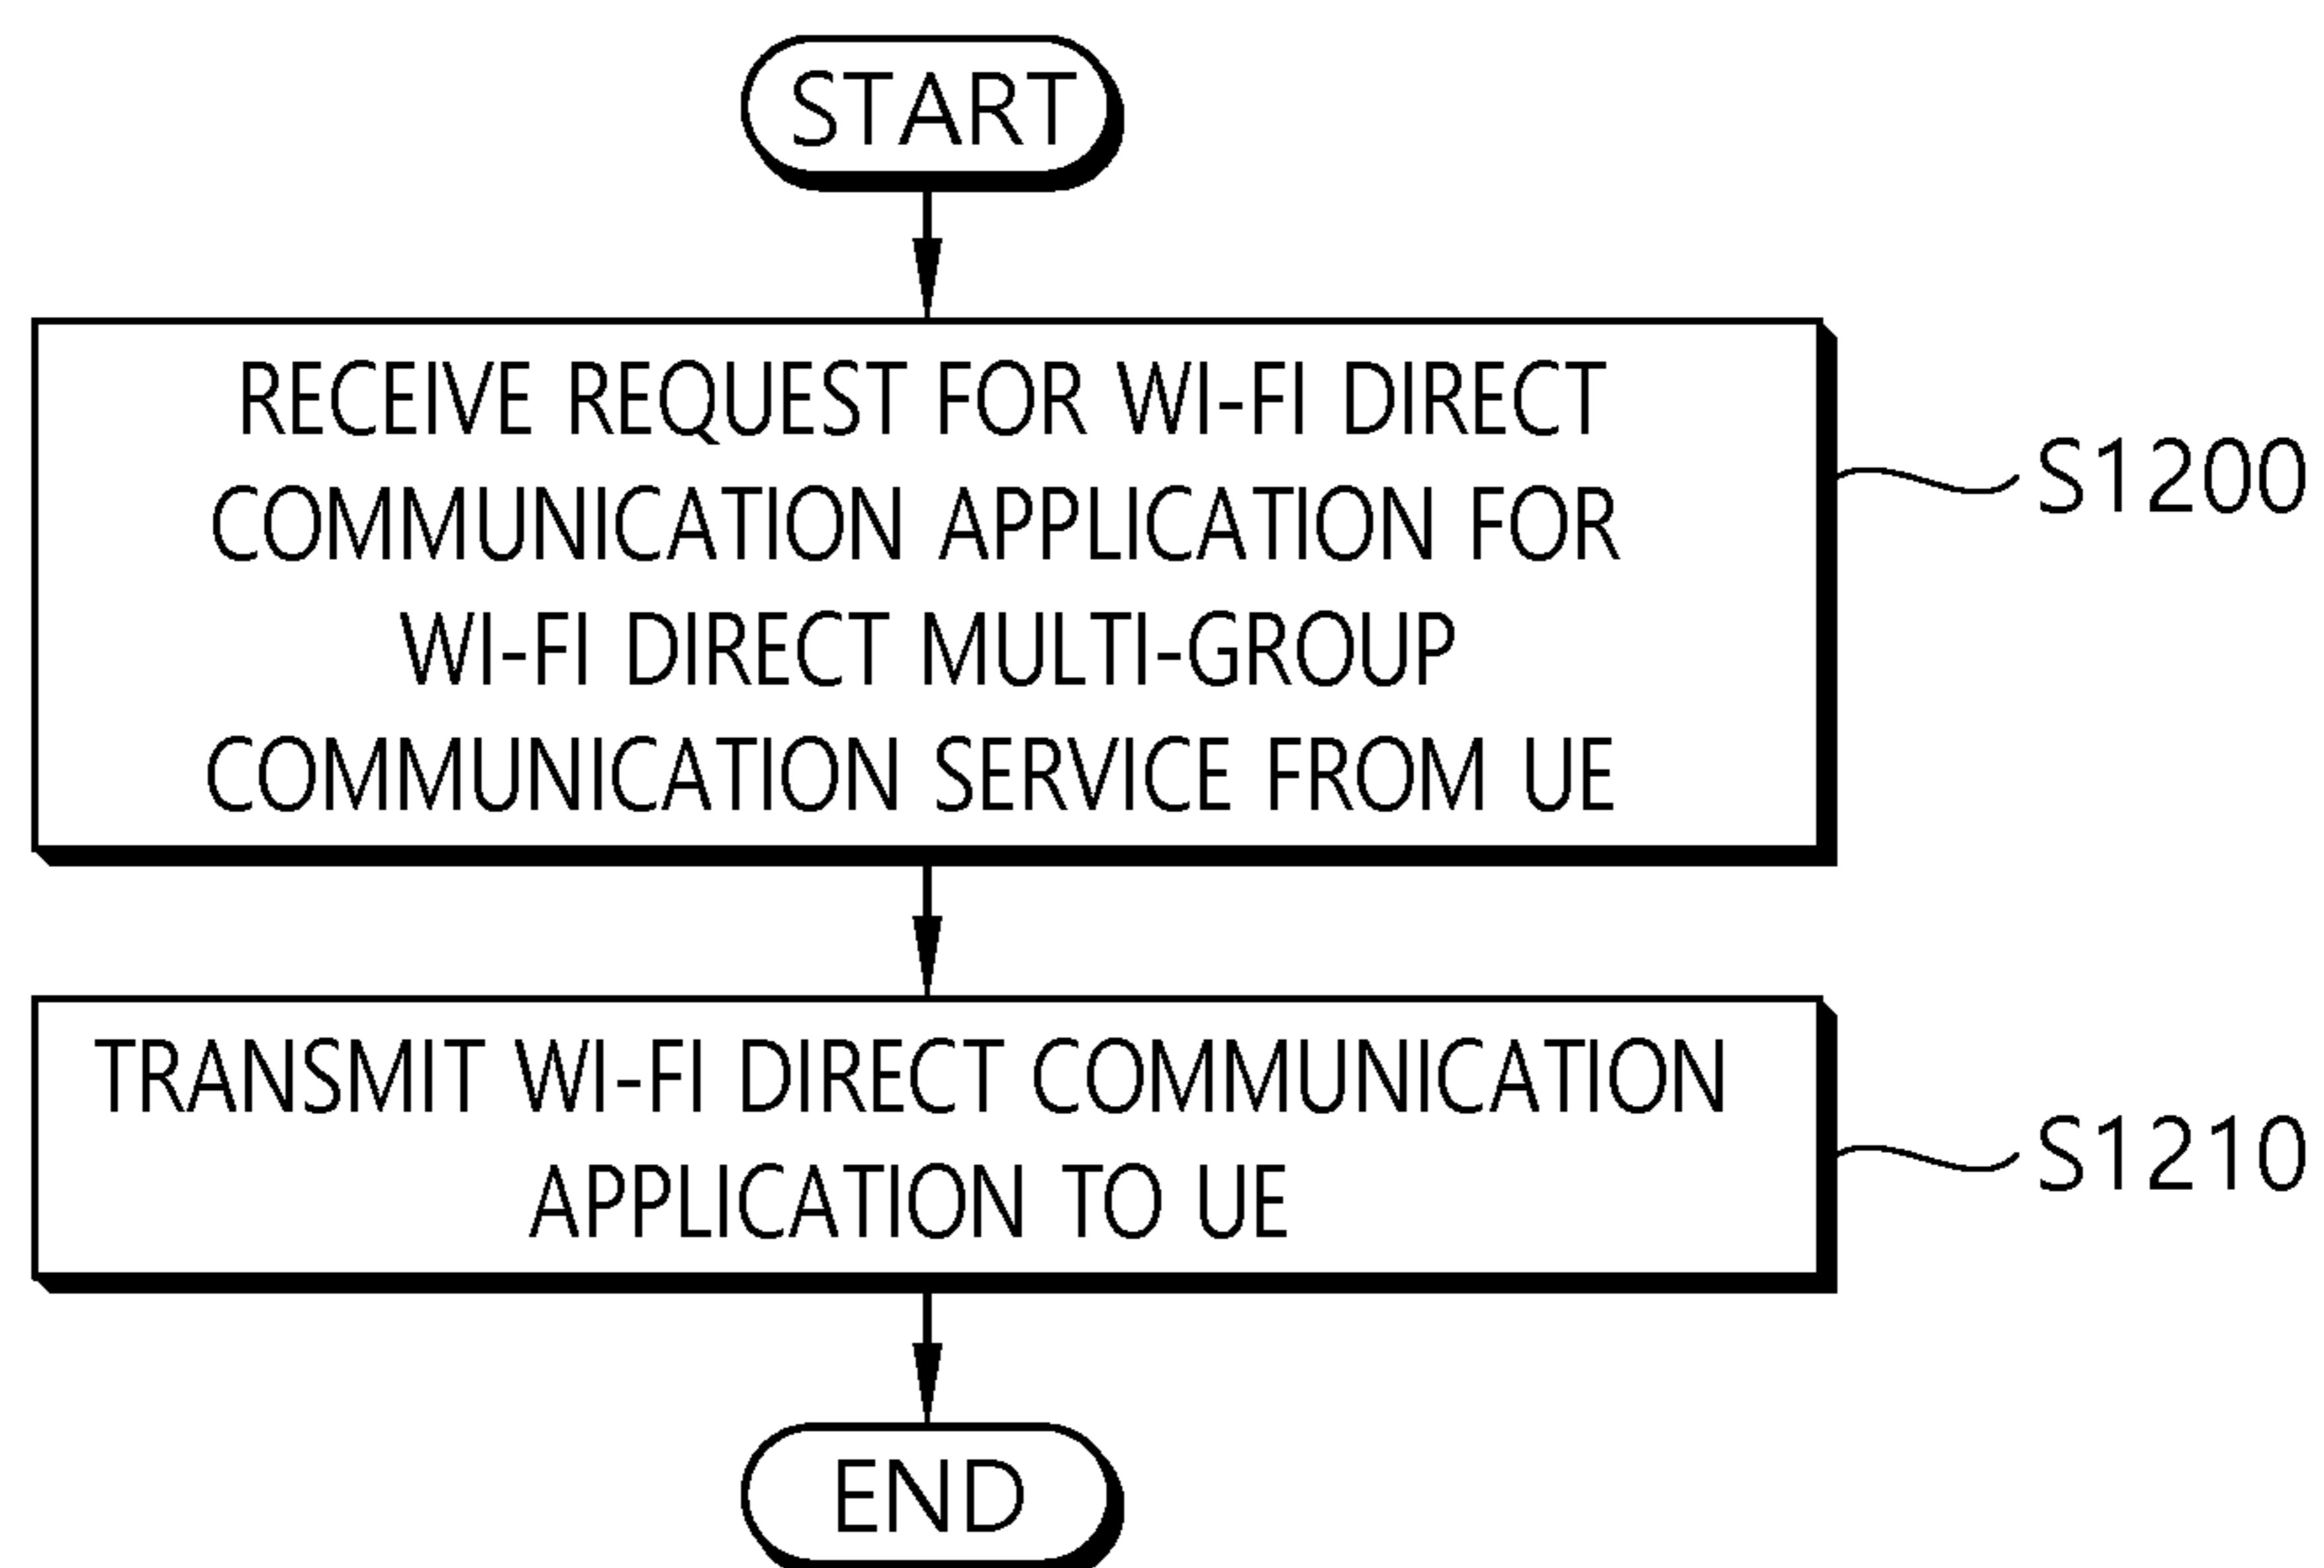 START
RECEIVE REQUEST FOR WI-FI DIRECT
COMMUNICATION APPLICATION FOR
WI-FI DIRECT MULTI-GROUP
COMMUNICATION SERVICE FROM UE
S1200
TRANSMIT WI-FI DIRECT COMMUNICATION
APPLICATION TO UE
S1210
END